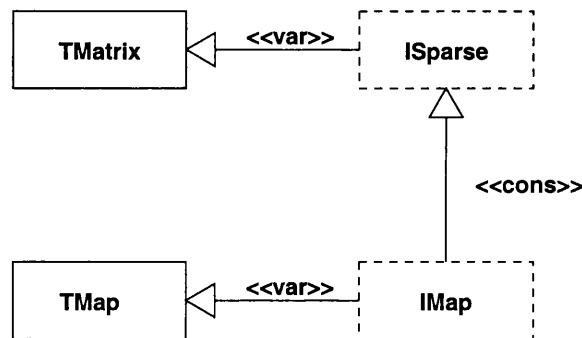 TMatrix <<var>> ISparse
<<cons>>
TMap <<var>> IMap